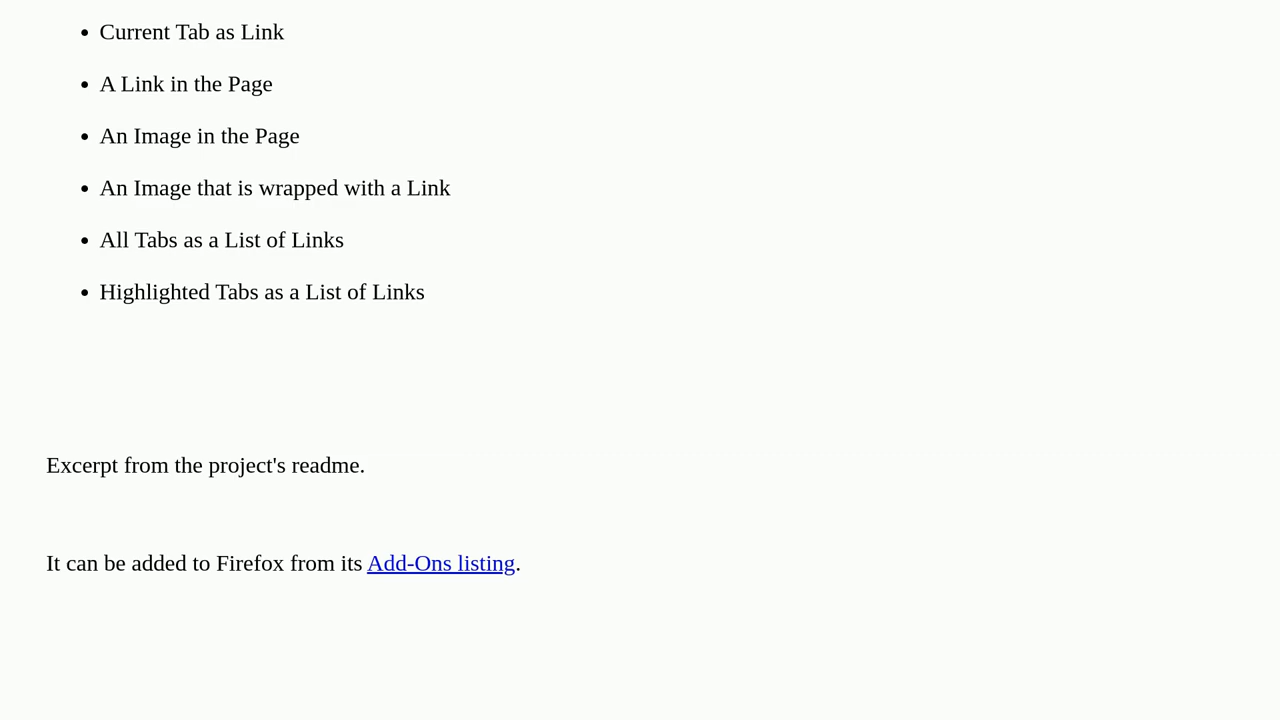 Current Tab as Link
A Link in the Page
An Image in the Page
An Image that is wrapped with a Link
All Tabs as a List of Links
Highlighted Tabs as a List of Links
Excerpt from the project's readme.
It can be added to Firefox from its Add-Ons listing.